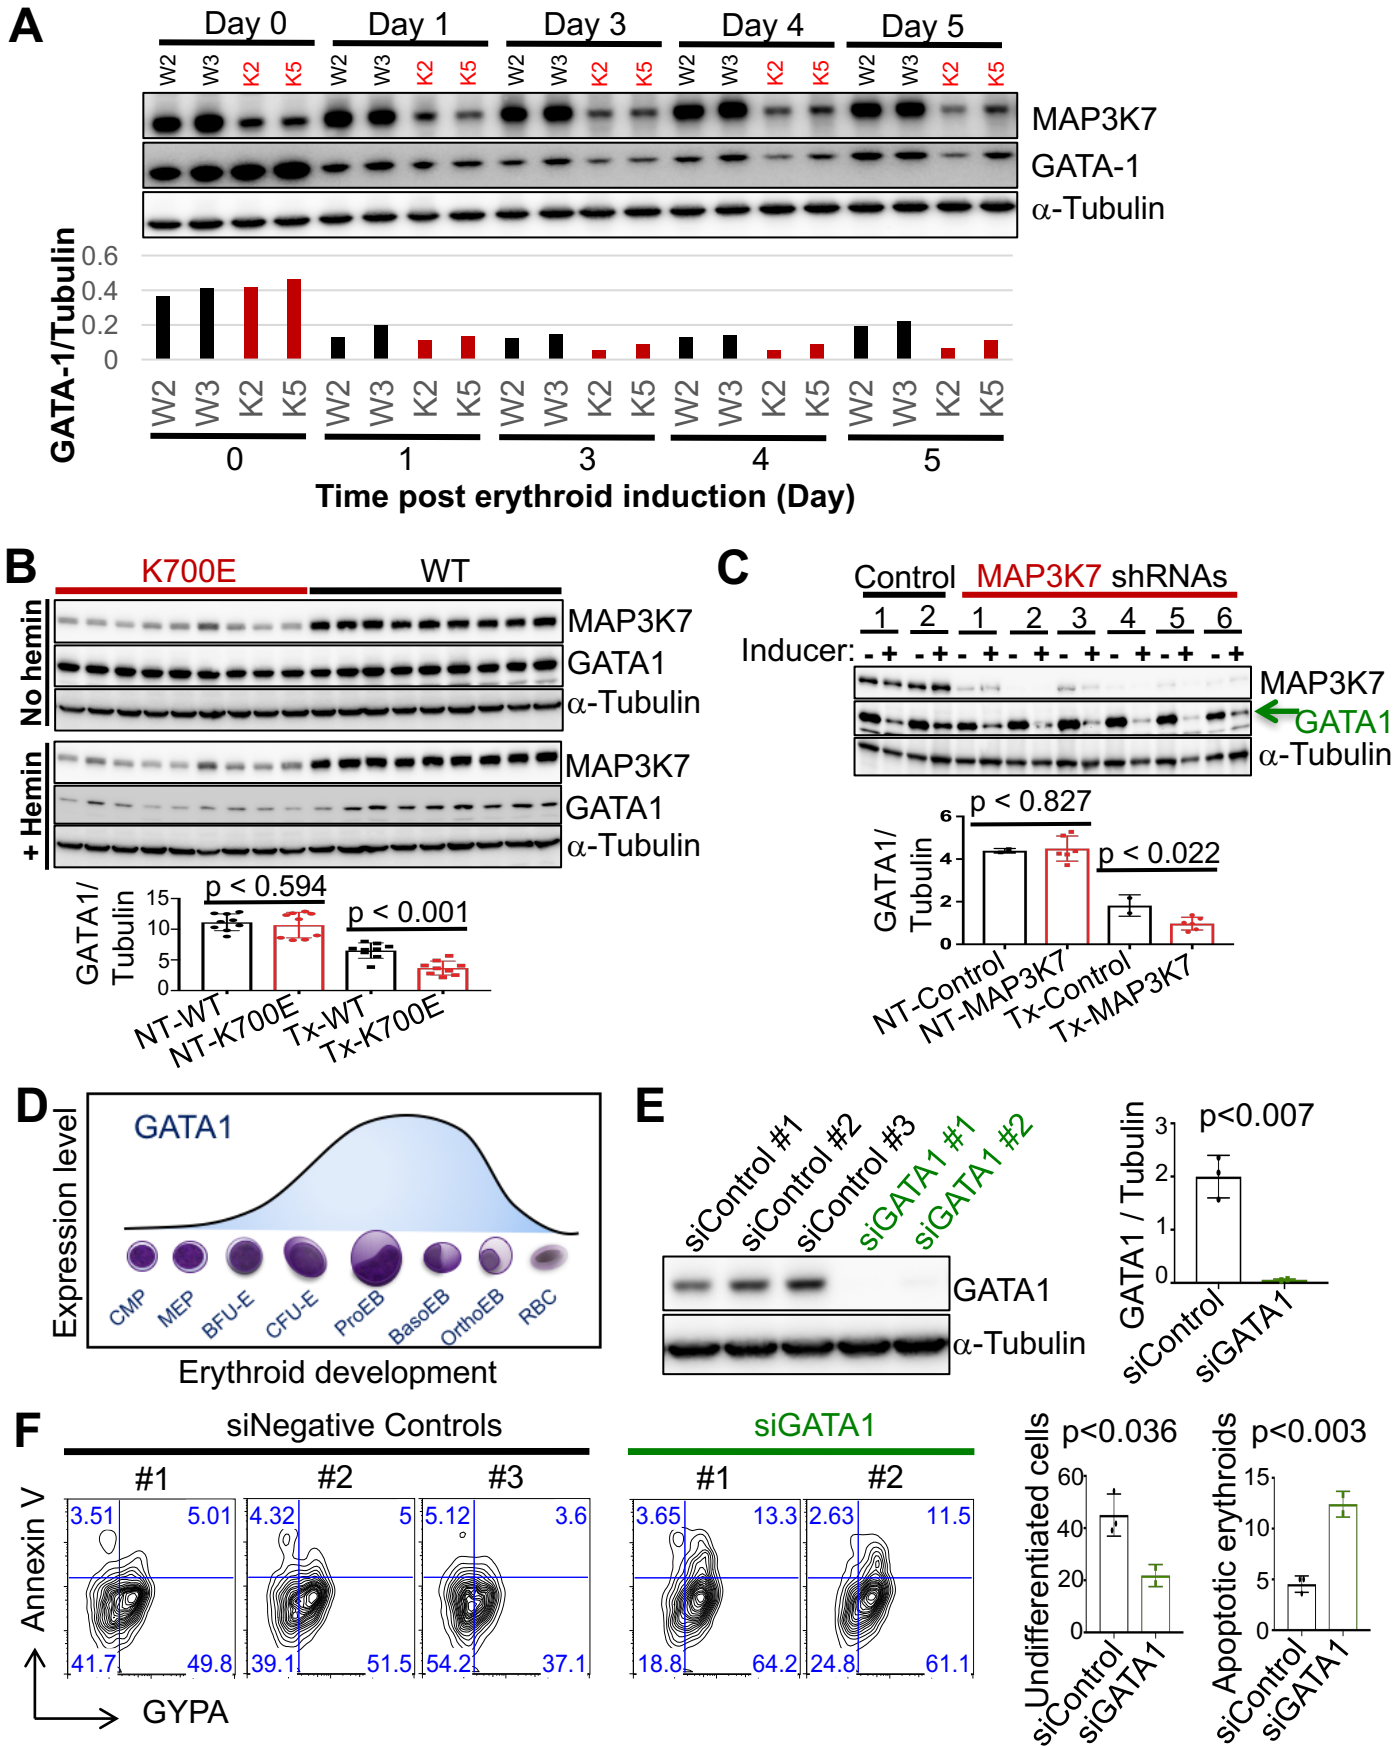 A
Day 0 Day 1 Day 3 Day 4 Day 5
W2 W3 K2 K5 W2 W3 K2 K5 W2 W3 K2 K5 W2 W3 K2 K5 W2 W3 K2 K5
MAP3K7
GATA-1
α-Tubulin
GATA-1/Tubulin
0.6
0.4
0.2
0
W2 W3 K2 K5 W2 W3 K2 K5 W2 W3 K2 K5 W2 W3 K2 K5 W2 W3 K2 K5
0 1 3 4 5
Time post erythroid induction (Day)
B
K700E WT
No hemin
MAP3K7
GATA1
α-Tubulin
+ Hemin
MAP3K7
GATA1
α-Tubulin
GATA1/
Tubulin
15
10
5
0
p < 0.594
p < 0.001
NT-WT
NT-K700E
Tx-WT
Tx-K700E
C
Control MAP3K7 shRNAs
1 2 1 2 3 4 5 6
Inducer: - + - + - + - + - + - + - + - +
MAP3K7
GATA1
α-Tubulin
GATA1/
Tubulin
6
4
2
0
p < 0.827
p < 0.022
NT-Control
NT-MAP3K7
Tx-Control
Tx-MAP3K7
D
Expression level
GATA1
CMP MEP BFU-E CFU-E ProEB BasoEB OrthoEB RBC
Erythroid development
E
siControl #1
siControl #2
siControl #3
siGATA1 #1
siGATA1 #2
GATA1
α-Tubulin
GATA1 / Tubulin
3
2
1
0
p<0.007
siControl
siGATA1
F
siNegative Controls siGATA1
#1 #2 #3 #1 #2
3.51 5.01 4.32 5 5.12 3.6 3.65 13.3 2.63 11.5
41.7 49.8 39.1 51.5 54.2 37.1 18.8 64.2 24.8 61.1
Annexin V
GYPA
Undifferentiated cells
p<0.036
60
40
20
0
siControl
siGATA1
Apoptotic erythroids
p<0.003
15
10
5
0
siControl
siGATA1